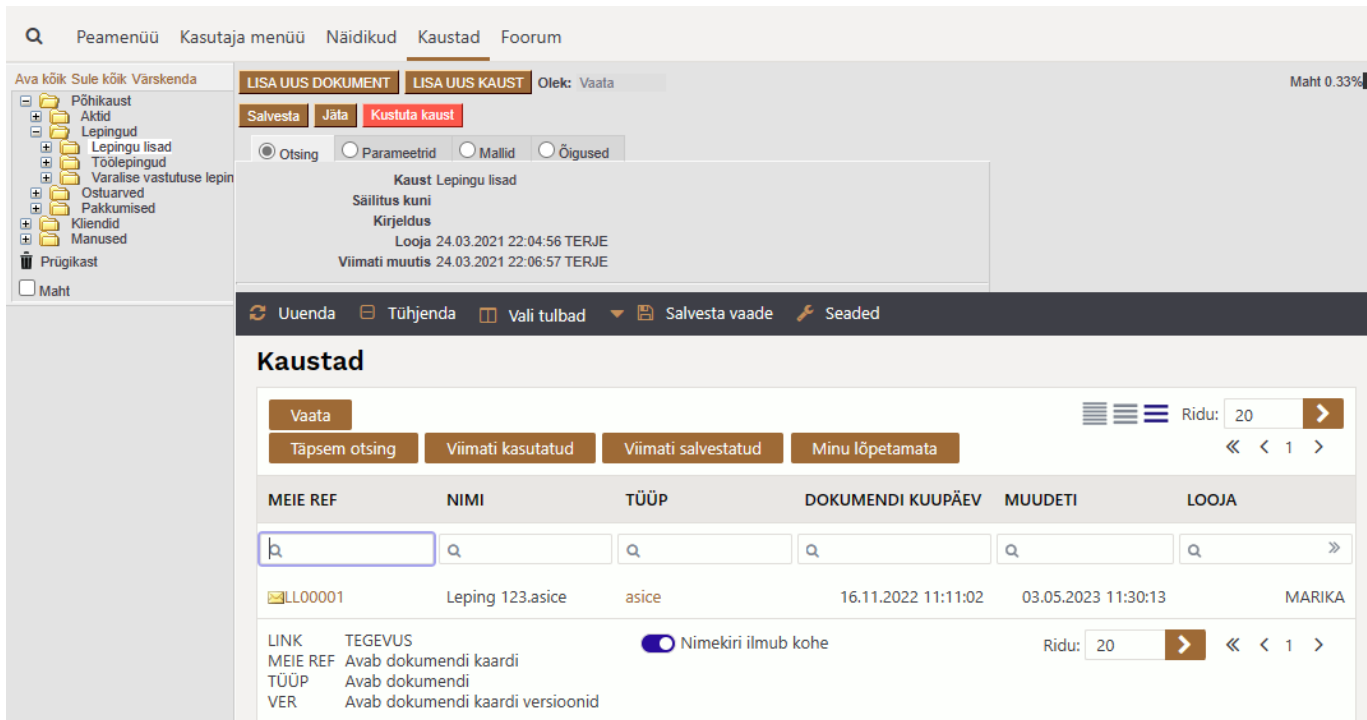 Peamenüü Kasutaja menüü Näidikud Kaustad Foorum
Ava kõik Sule kõik Värskenda
Põhikaust
Aktid
Lepingud
Lepingu lisad
Töölepingud
Varalise vastutuse lepin
Ostuarved
Pakkumised
Kliendid
Manused
Prügikast
Maht
LISA UUS DOKUMENT LISA UUS KAUST Olek: Vaata
Maht 0.33%
Salvesta Jäta Kustuta kaust
Otsing Parameetrid Mallid Õigused
Kaust Lepingu lisad
Säilitus kuni
Kirjeldus
Looja 24.03.2021 22:04:56 TERJE
Viimati muutis 24.03.2021 22:06:57 TERJE
Uuenda Tühjenda Vali tulbad Salvesta vaade Seaded
Kaustad
Vaata
Ridu: 20
Täpsem otsing Viimati kasutatud Viimati salvestatud Minu lõpetamata
« < 1 >
MEIE REF NIMI TÜÜP DOKUMENDI KUUPÄEV MUUDETI LOOJA
»
LL00001 Leping 123.asice asice 16.11.2022 11:11:02 03.05.2023 11:30:13 MARIKA
LINK TEGEVUS
Nimekiri ilmub kohe
Ridu: 20 « < 1 >
MEIE REF Avab dokumendi kaardi
TÜÜP Avab dokumendi
VER Avab dokumendi kaardi versioonid